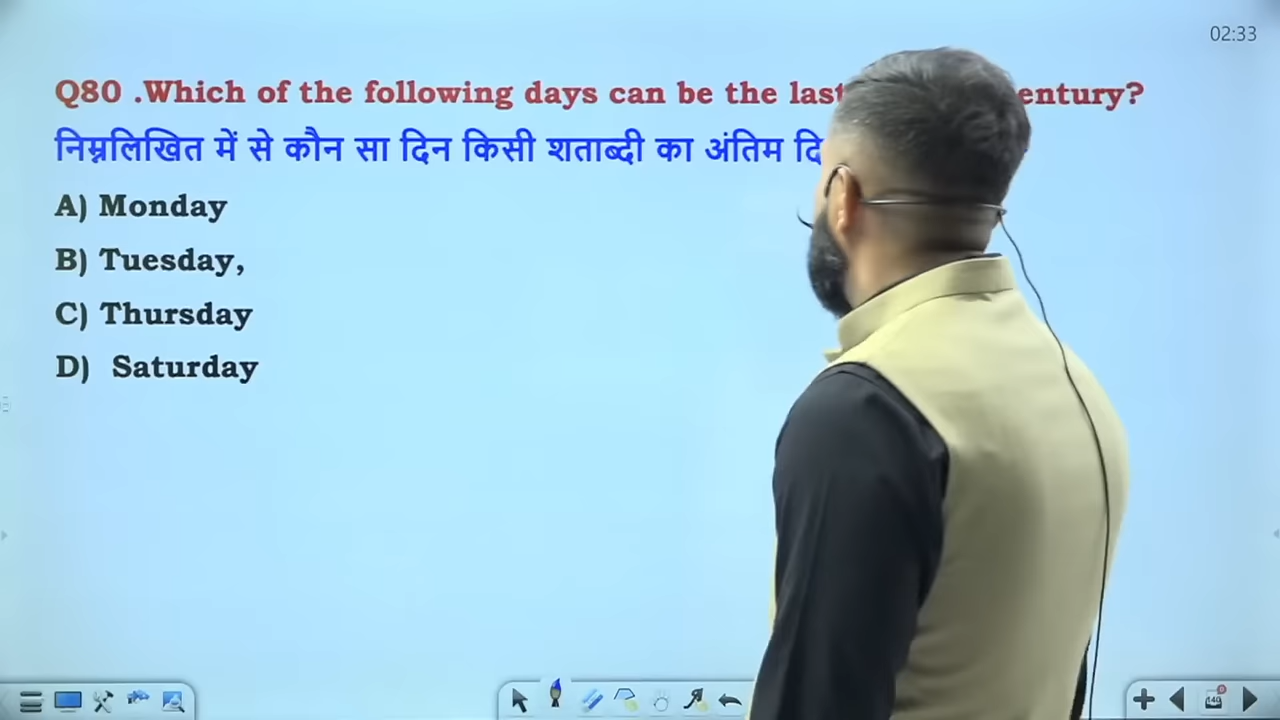 02:33
Q80 .Which of the following days can be the last entury?
निम्नलिखित में से कौन सा दिन किसी शताब्दी का अंतिम दि
A) Monday
B) Tuesday,
C) Thursday
D) Saturday